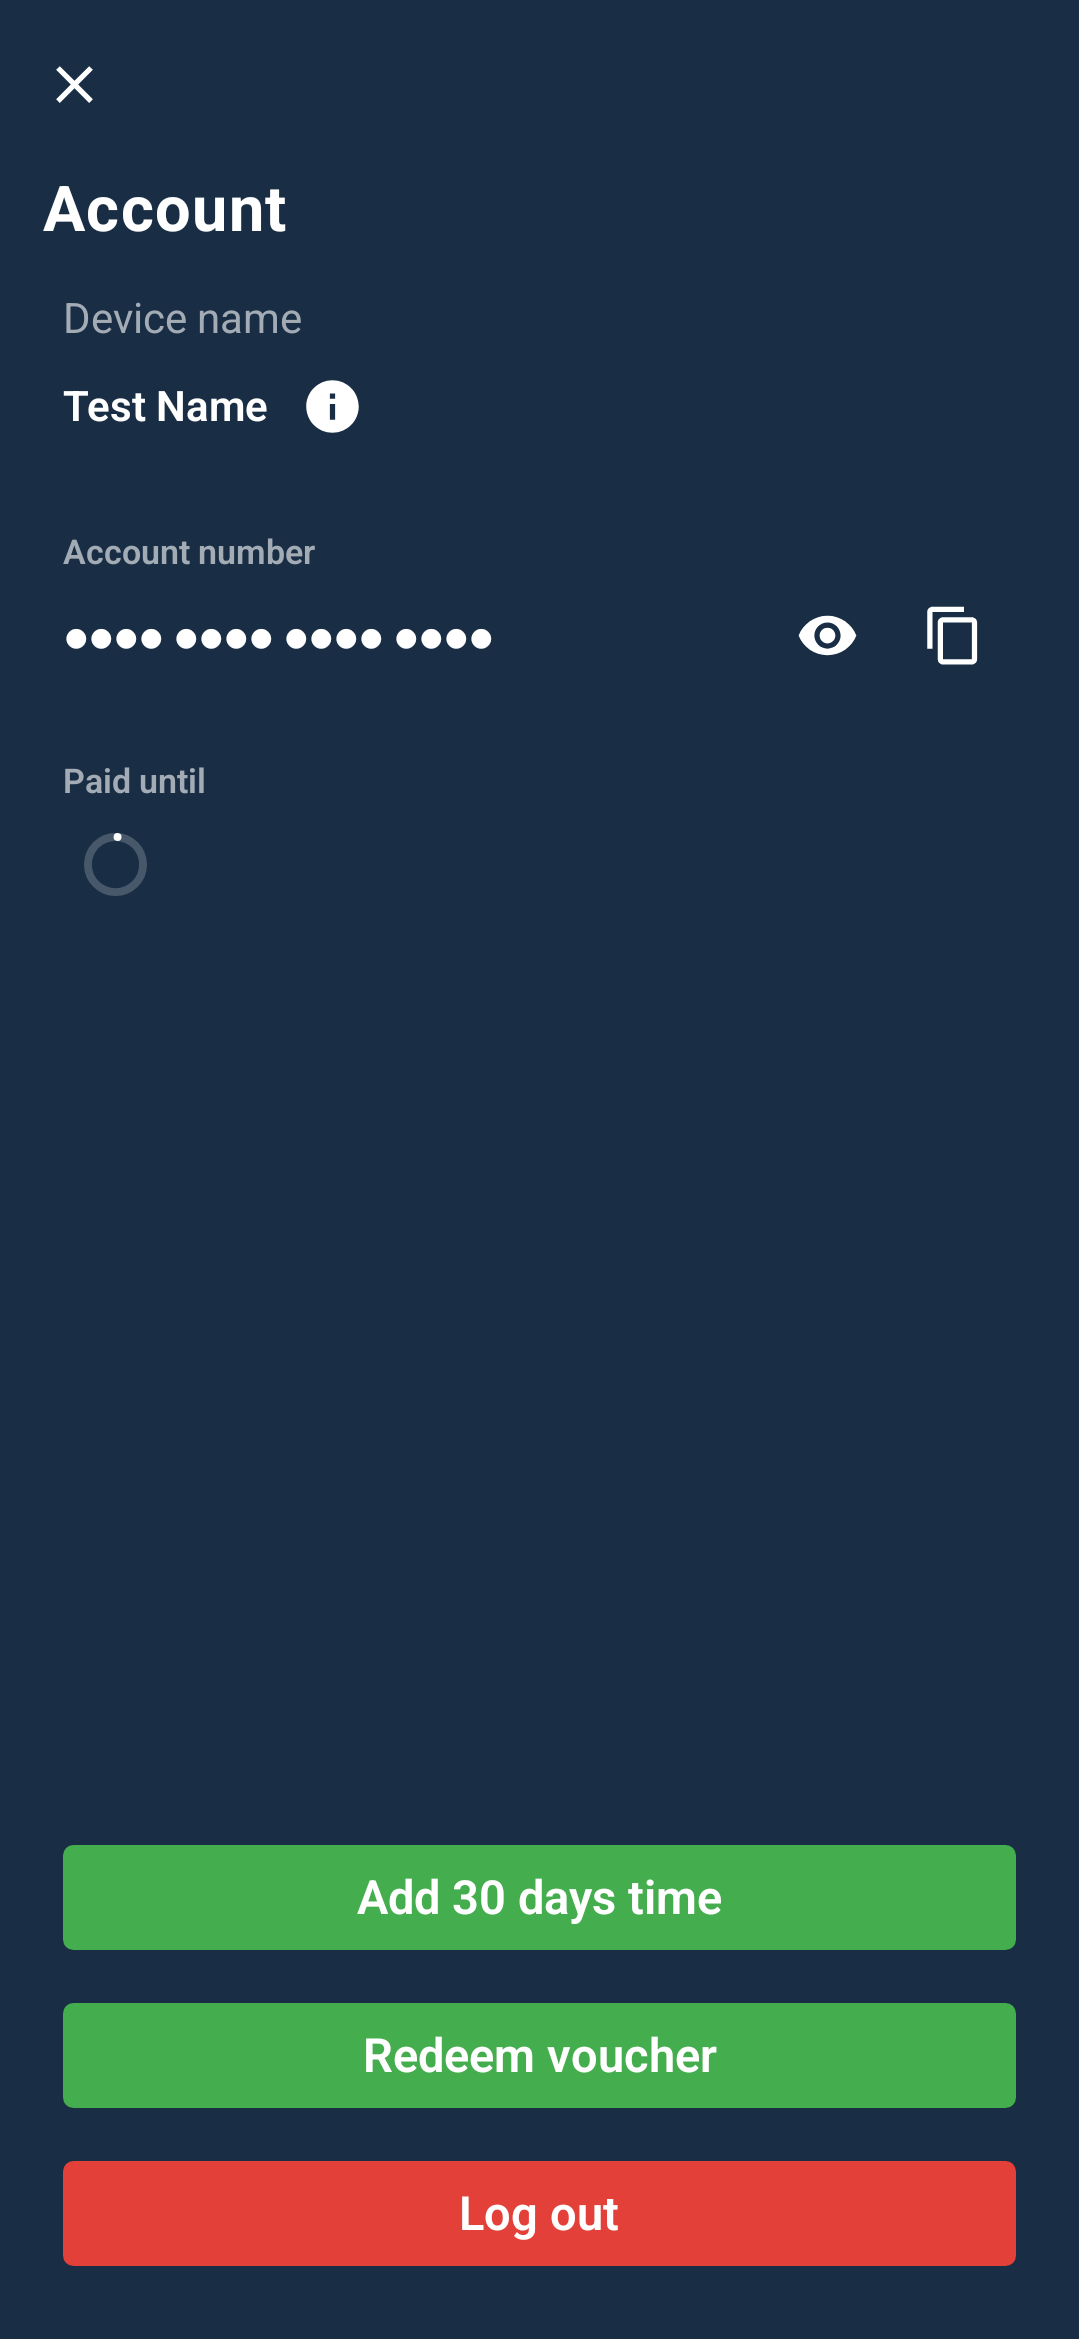 Account
Device name
Test Name
Account number
●●●● ●●●● ●●●● ●●●●
Paid until
Add 30 days time
Redeem voucher
Log out